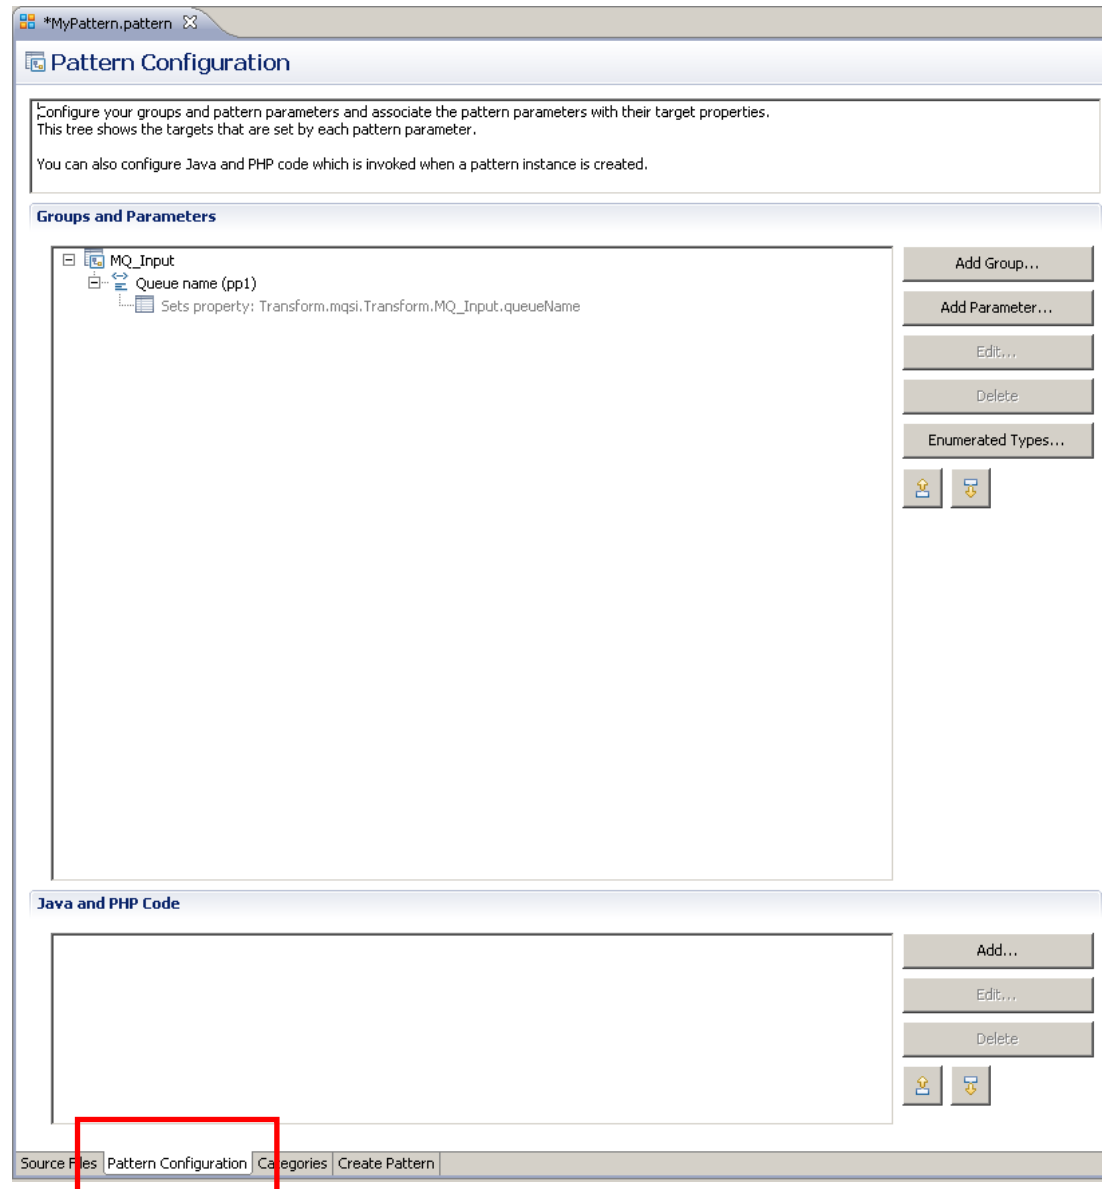 *MyPattern.pattern
Pattern Configuration
Configure your groups and pattern parameters and associate the pattern parameters with their target properties.
This tree shows the targets that are set by each pattern parameter.
You can also configure Java and PHP code which is invoked when a pattern instance is created.
Groups and Parameters
MQ_Input
Queue name (pp1)
Sets property: Transform.mqsi.Transform.MQ_Input.queueName
Add Group...
Add Parameter...
Edit...
Delete
Enumerated Types...
Java and PHP Code
Add...
Edit...
Delete
Source Files Pattern Configuration Categories Create Pattern